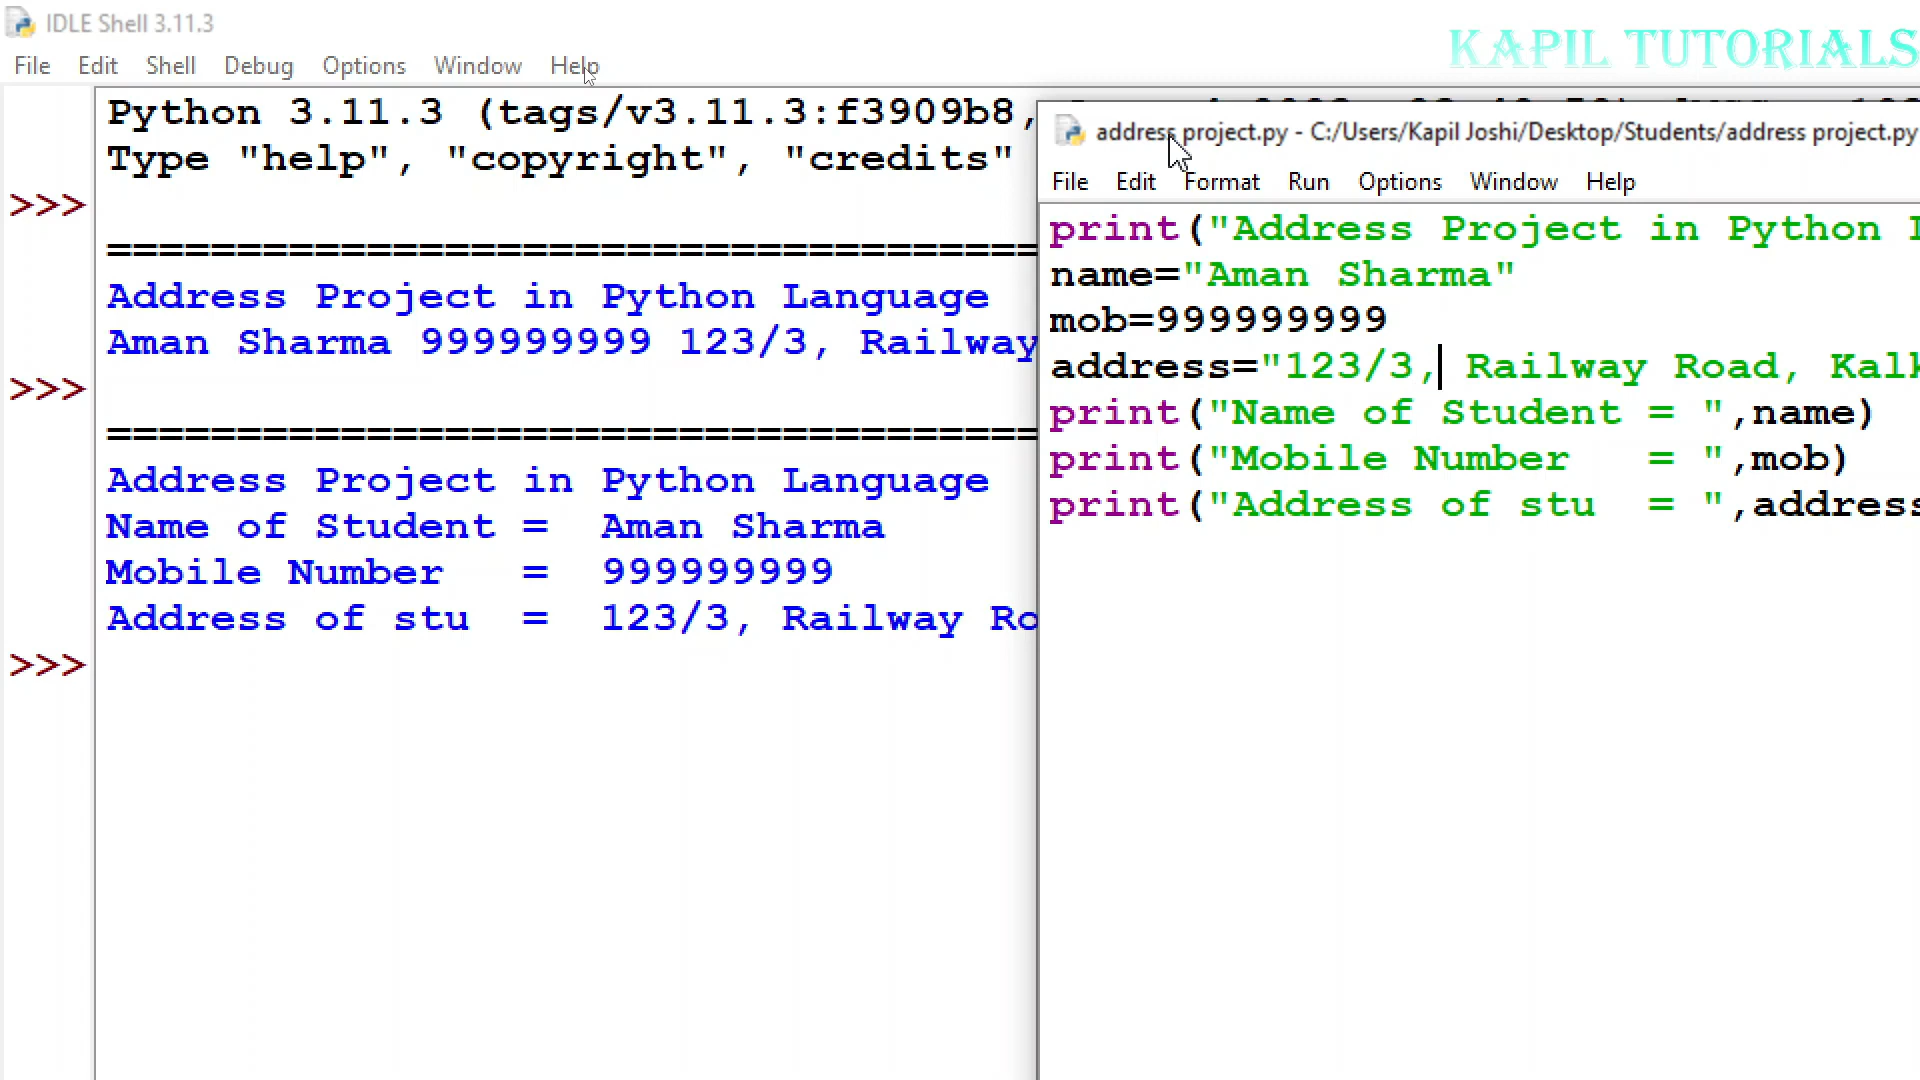 IDLE Shell 3.11.3
KAPIL TUTORIALS
File Edit Shell Debug Options Window Help
Python 3.11.3 (tags/v3.11.3:f3909b8,
Type "help", "copyright", "credits"
>>>
========================================
Address Project in Python Language
Aman Sharma 999999999 123/3, Railway
>>>
========================================
Address Project in Python Language
Name of Student =  Aman Sharma
Mobile Number   =  999999999
Address of stu  =  123/3, Railway Ro
>>>
address project.py - C:/Users/Kapil Joshi/Desktop/Students/address project.py
File Edit Format Run Options Window Help
print("Address Project in Python
name="Aman Sharma"
mob=999999999
address="123/3, Railway Road, Kalk
print("Name of Student = ",name)
print("Mobile Number   = ",mob)
print("Address of stu  = ",address